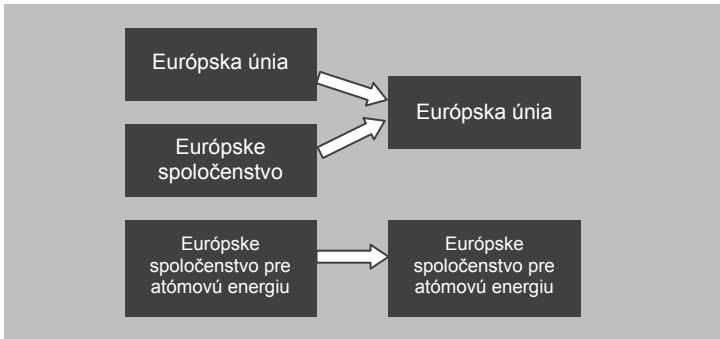 Európska únia
Európska únia
Európske
spoločenstvo
Európske
spoločenstvo pre
atómovú energiu
Európske
spoločenstvo pre
atómovú energiu